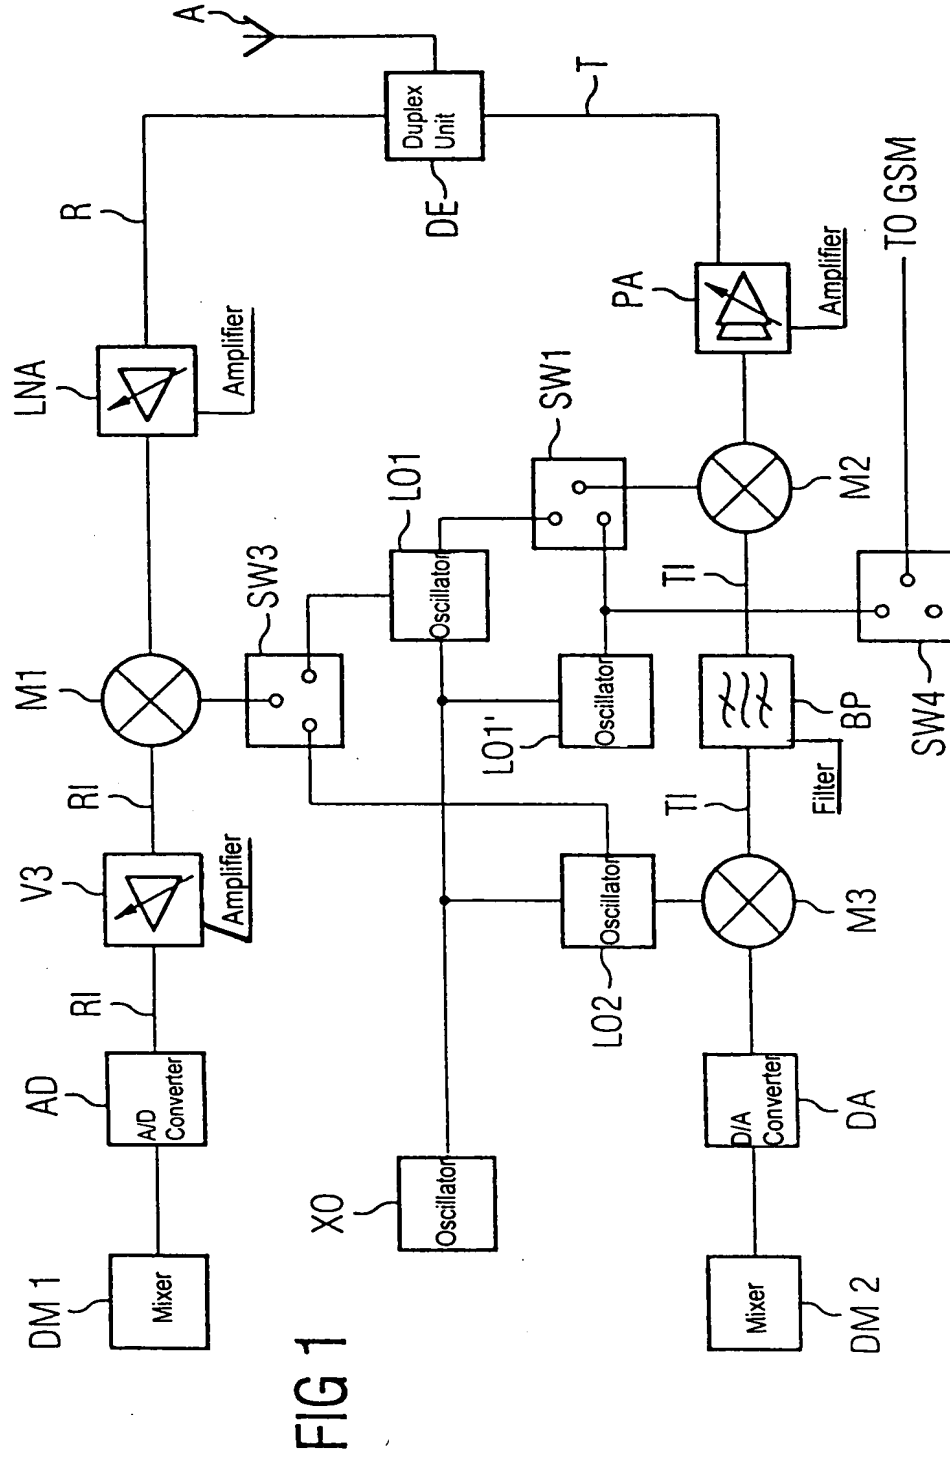 FIG 1
DM 1
Mixer
AD
A/D
Converter
RI
V3
Amplifier
RI
M1
LNA
Amplifier
R
A
Duplex
Unit
DE
T
XO
Oscillator
SW3
LO1
Oscillator
LO1'
Oscillator
LO2
Oscillator
SW1
DM 2
Mixer
DA
D/A
Converter
M3
TI
Filter
BP
TI
M2
PA
Amplifier
SW4
TO GSM